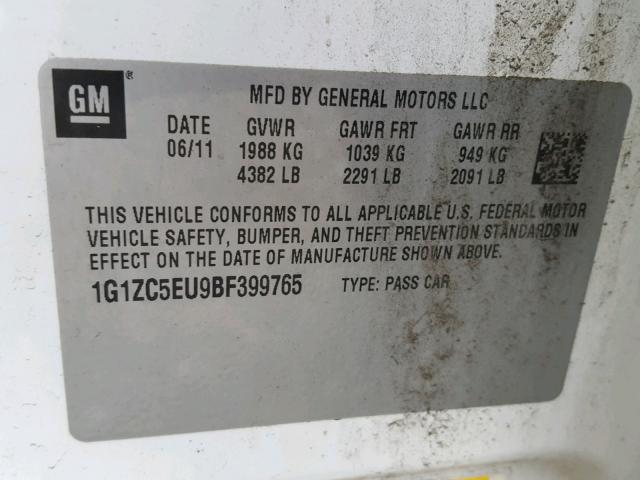 GM®
MFD BY GENERAL MOTORS LLC
DATE GVWR GAWR FRT GAWR RR
06/11 1988 KG 1039 KG 949 KG
4382 LB 2291 LB 2091 LB
THIS VEHICLE CONFORMS TO ALL APPLICABLE U.S. FEDERAL MOTOR
VEHICLE SAFETY, BUMPER, AND THEFT PREVENTION STANDARDS IN
EFFECT ON THE DATE OF MANUFACTURE SHOWN ABOVE.
1G1ZC5EU9BF399765 TYPE: PASS CAR